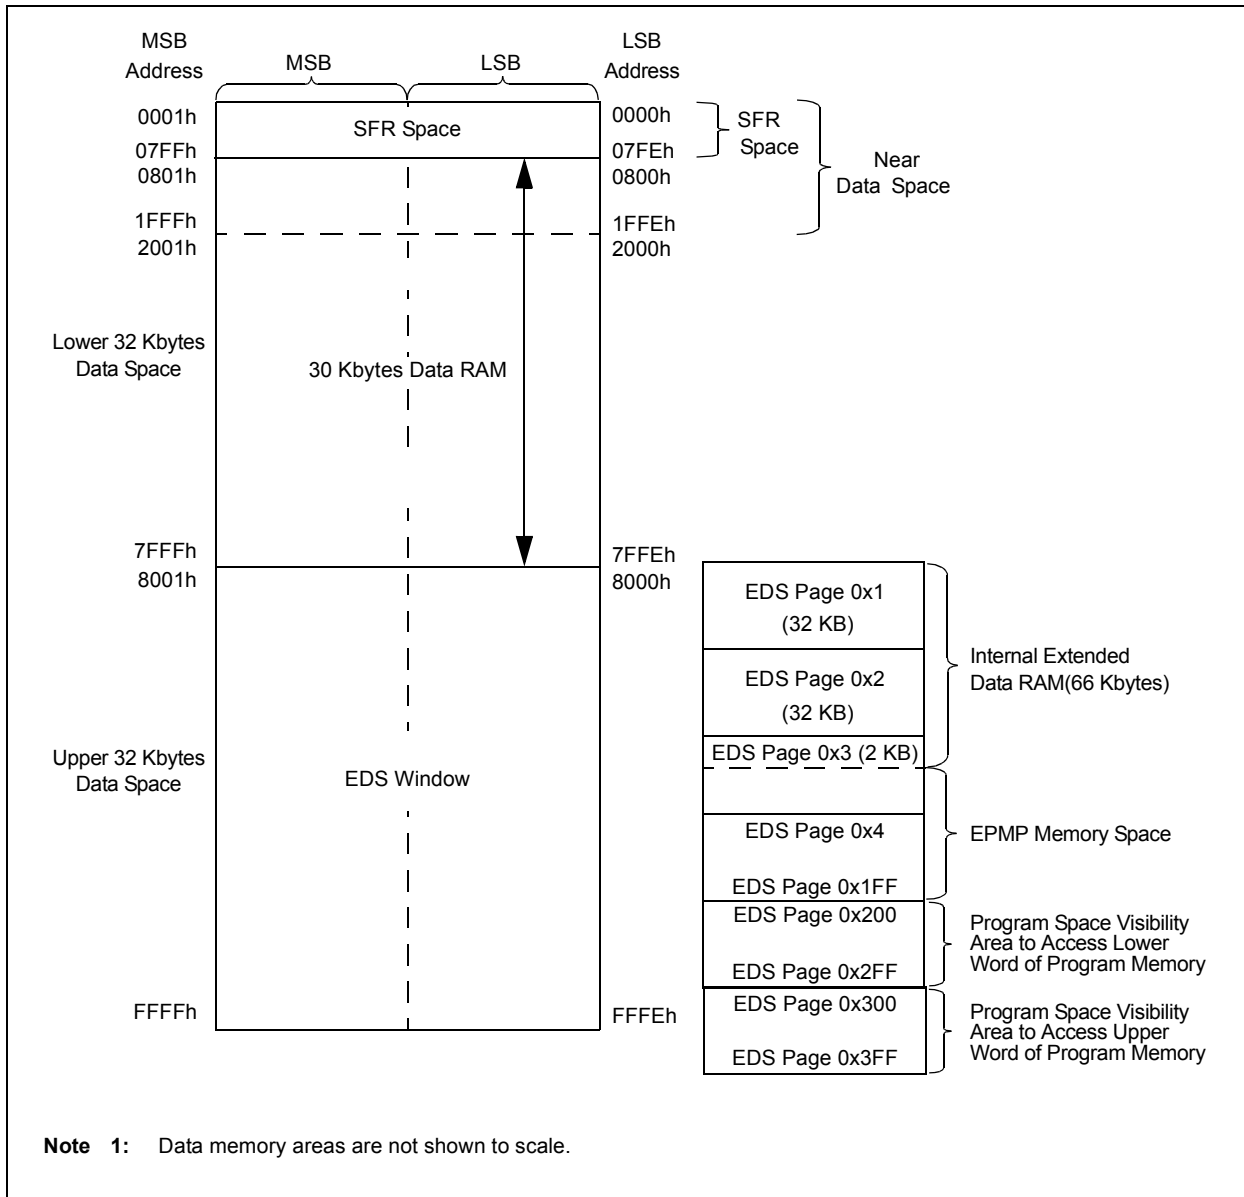 MSB
Address
MSB
LSB
LSB
Address
0001h
SFR Space
0000h
07FFh
07FEh
0801h
0800h
SFR
Space
Near
Data Space
1FFFh
1FFEh
2001h
2000h
Lower 32 Kbytes
Data Space
30 Kbytes Data RAM
7FFFh
7FFEh
8001h
8000h
EDS Page 0x1
(32 KB)
EDS Page 0x2
(32 KB)
EDS Page 0x3 (2 KB)
Internal Extended
Data RAM(66 Kbytes)
Upper 32 Kbytes
Data Space
EDS Window
EDS Page 0x4
EDS Page 0x1FF
EPMP Memory Space
EDS Page 0x200
EDS Page 0x2FF
Program Space Visibility
Area to Access Lower
Word of Program Memory
FFFFh
FFFEh
EDS Page 0x300
EDS Page 0x3FF
Program Space Visibility
Area to Access Upper
Word of Program Memory
Note 1: Data memory areas are not shown to scale.